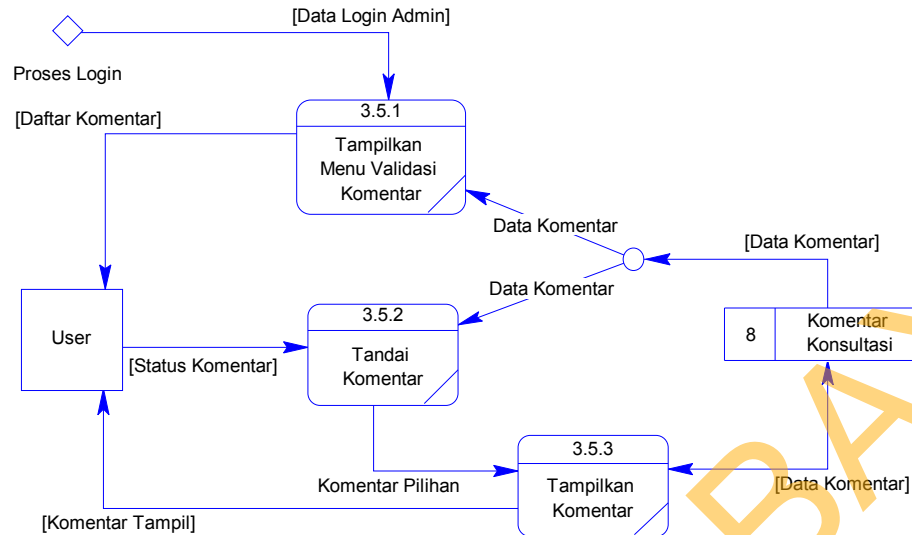 [Data Login Admin]
Proses Login
[Daftar Komentar]
3.5.1
Tampilkan
Menu Validasi
Komentar
Data Komentar
[Data Komentar]
Data Komentar
User
[Status Komentar]
3.5.2
Tandai
Komentar
8
Komentar
Konsultasi
Komentar Pilihan
3.5.3
Tampilkan
Komentar
[Data Komentar]
[Komentar Tampil]